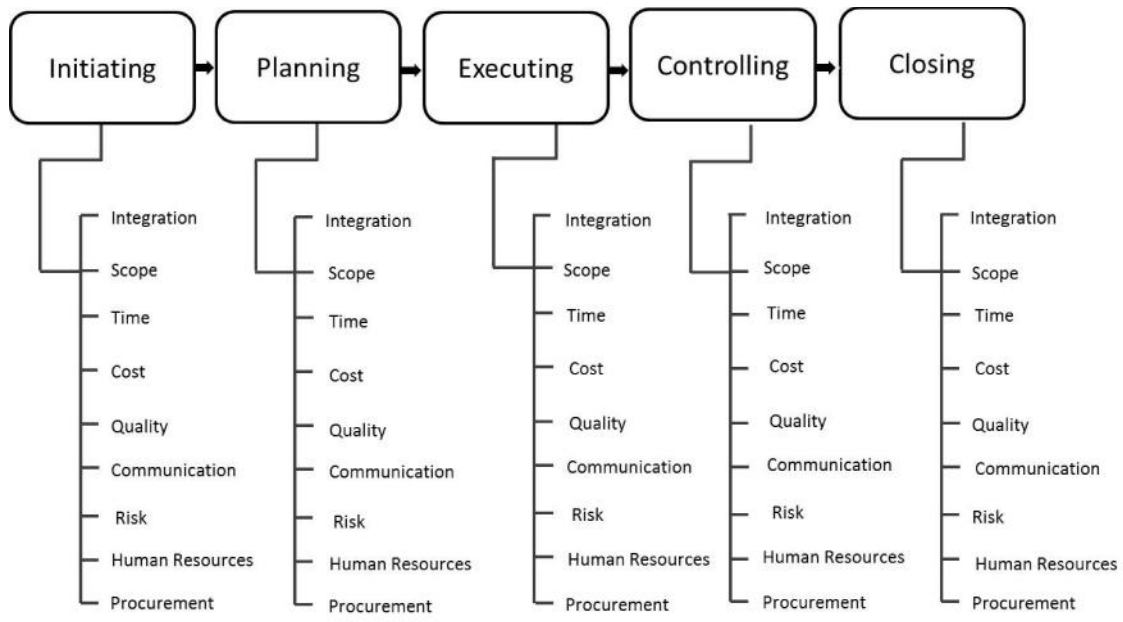 Initiating
Planning
Executing
Controlling
Closing
Integration
Scope
Time
Cost
Quality
Communication
Risk
Human Resources
Procurement
Integration
Scope
Time
Cost
Quality
Communication
Risk
Human Resources
Procurement
Integration
Scope
Time
Cost
Quality
Communication
Risk
Human Resources
Procurement
Integration
Scope
Time
Cost
Quality
Communication
Risk
Human Resources
Procurement
Integration
Scope
Time
Cost
Quality
Communication
Risk
Human Resources
Procurement